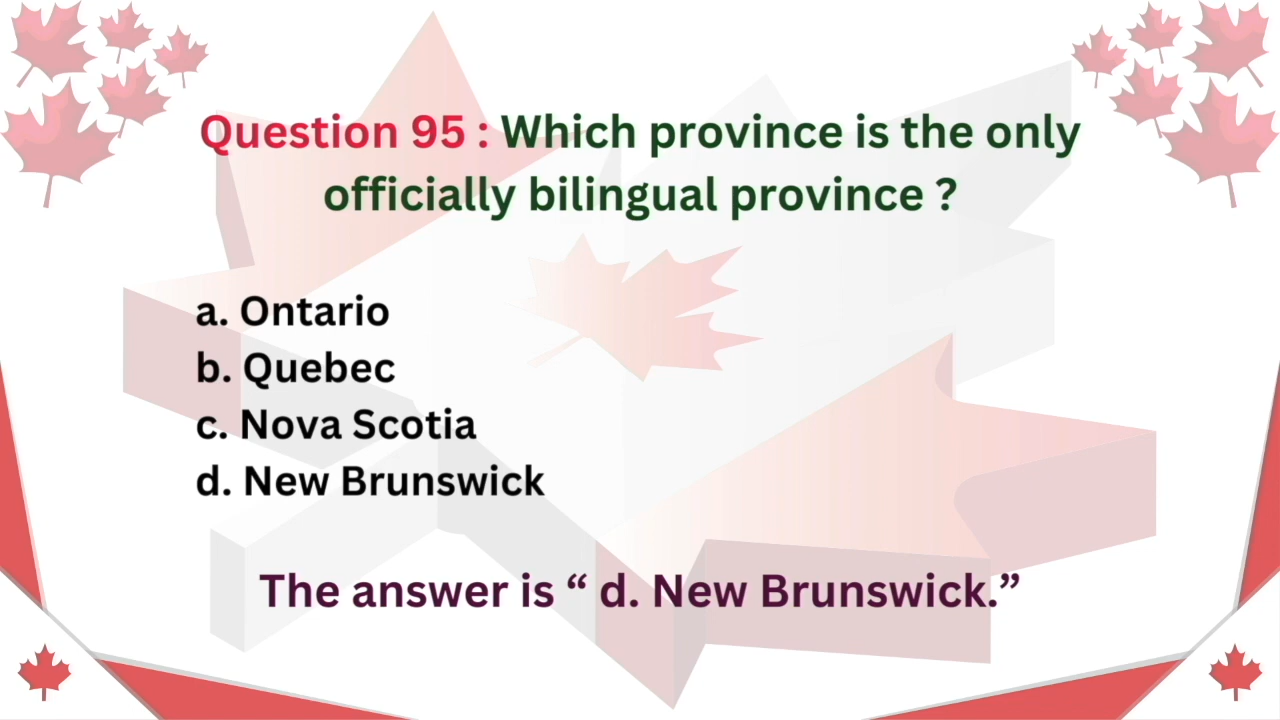 Question 95 : Which province is the only
officially bilingual province ?
a. Ontario
b. Quebec
c. Nova Scotia
d. New Brunswick
The answer is “ d. New Brunswick.”